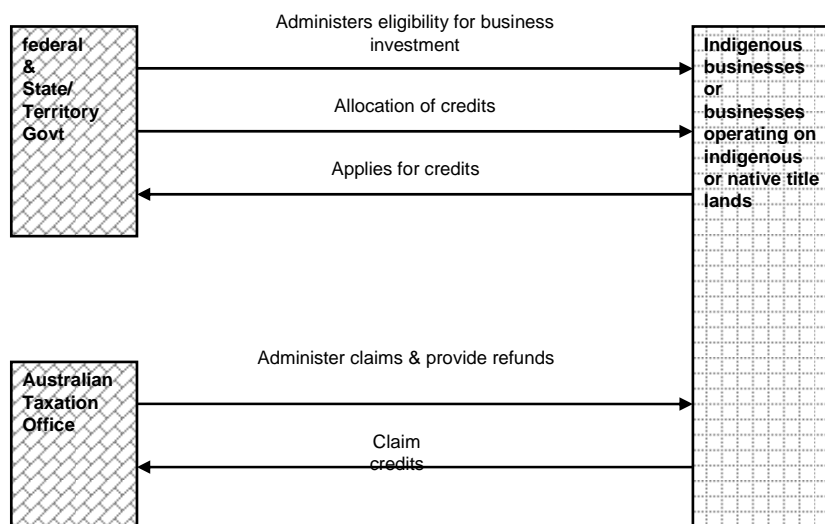 Administers eligibility for business
investment
federal
&
State/
Territory
Govt
Allocation of credits
Applies for credits
Indigenous
businesses
or
businesses
operating on
indigenous
or native title
lands
Administer claims & provide refunds
Australian
Taxation
Office
Claim
credits